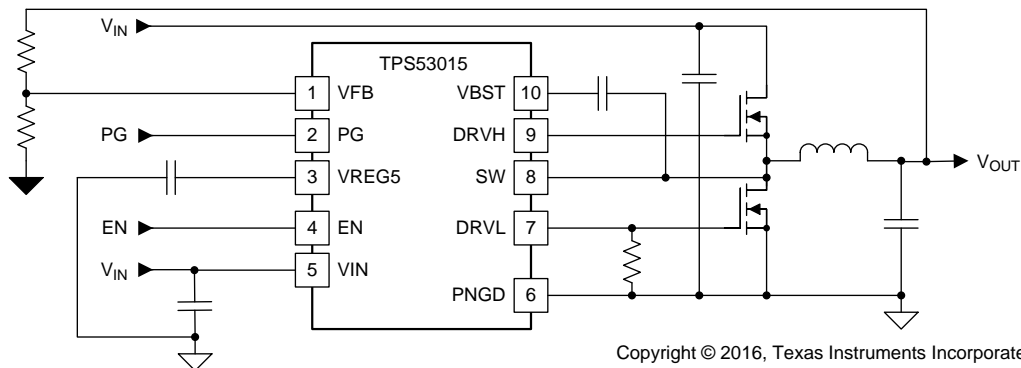 VIN
TPS53015
1 VFB VBST 10
PG 2 PG DRVH 9
3 VREG5 SW 8 VOUT
EN 4 EN DRVL 7
VIN 5 VIN
PNGD 6
Copyright © 2016, Texas Instruments Incorporate